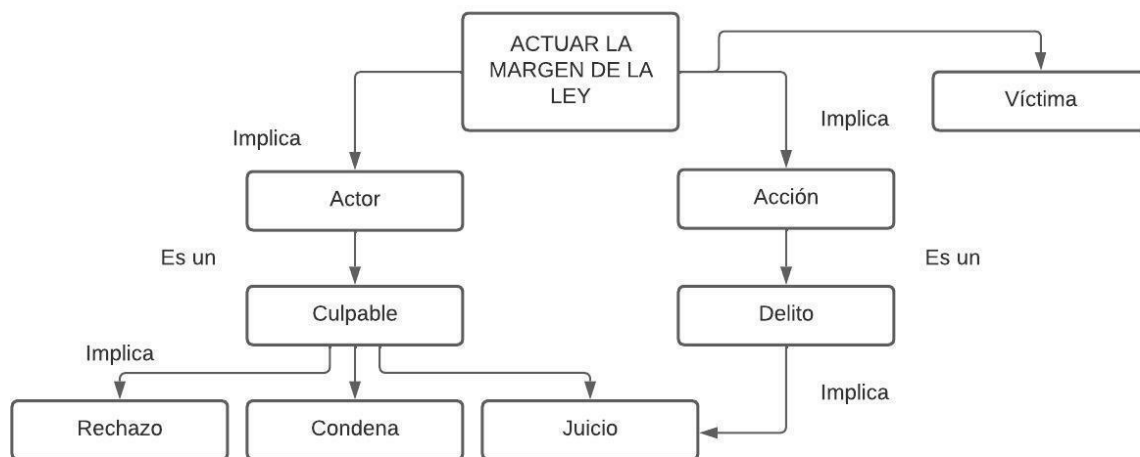 ACTUAR LA
MARGEN DE LA
LEY
Víctima
Implica
Implica
Actor
Acción
Es un
Es un
Culpable
Delito
Implica
Implica
Rechazo
Condena
Juicio